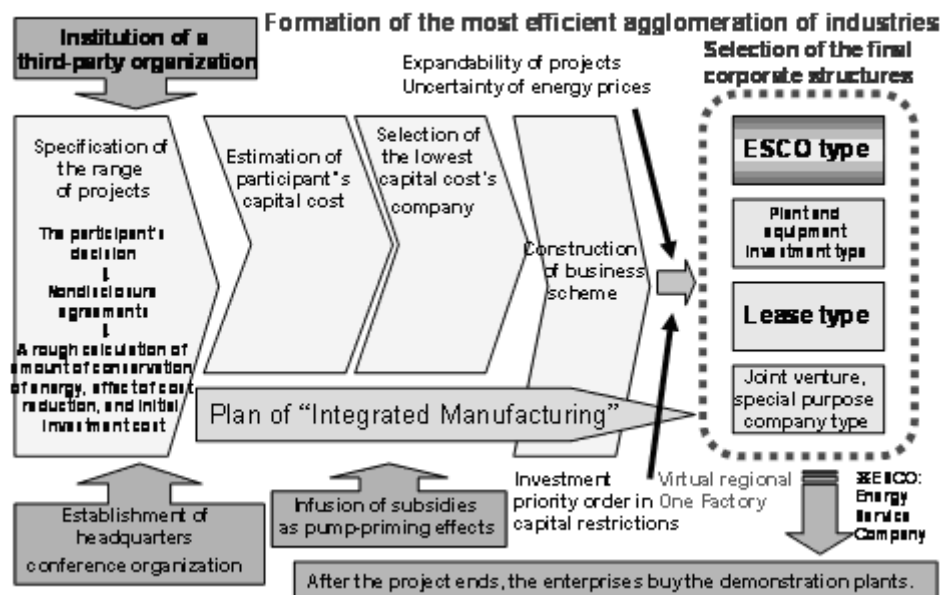 Formation of the most efficient agglomeration of industries
Institution of a
third-party organization
Expandability of projects
Uncertainty of energy prices
Selection of the final
corporate structures
Specification of
the range
of projects
The participant's
decision
↓
Nondisclosure
agreements
↓
A rough calculation of
amount of conservation
of energy, effect of cost
reduction, and initial
investment cost
Estimation of
participant's
capital cost
Selection of
the lowest
capital cost's
company
Construction
of business
scheme
ESCO type
Plant and
equipment
investment type
Lease type
Joint venture,
special purpose
company type
Plan of "Integrated Manufacturing"
Establishment of
headquarters
conference organization
Infusion of subsidies
as pump-priming effects
Investment
priority order in
capital restrictions
Virtual regional
One Factory
※ESCO:
Energy
Service
Company
After the project ends, the enterprises buy the demonstration plants.